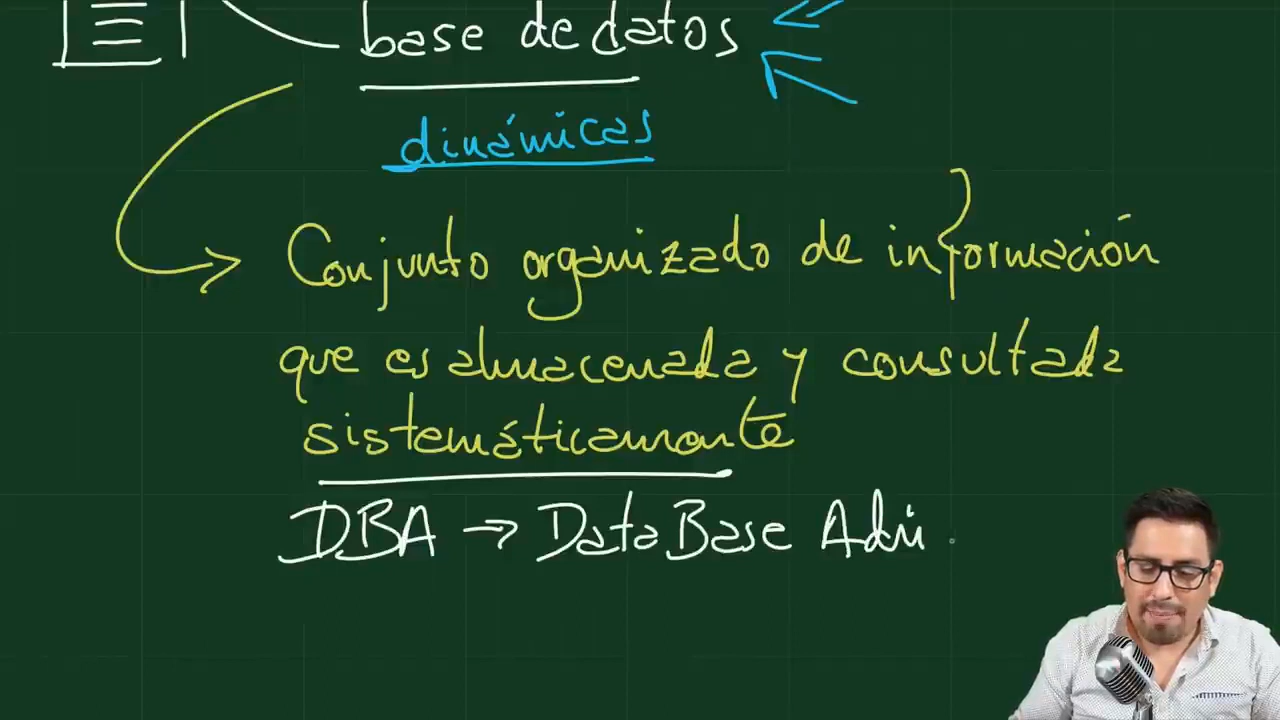 base de datos
dinámicas
Conjunto organizado de información
que es almacenada y consultada
sistemáticamente
DBA → DataBase Adm